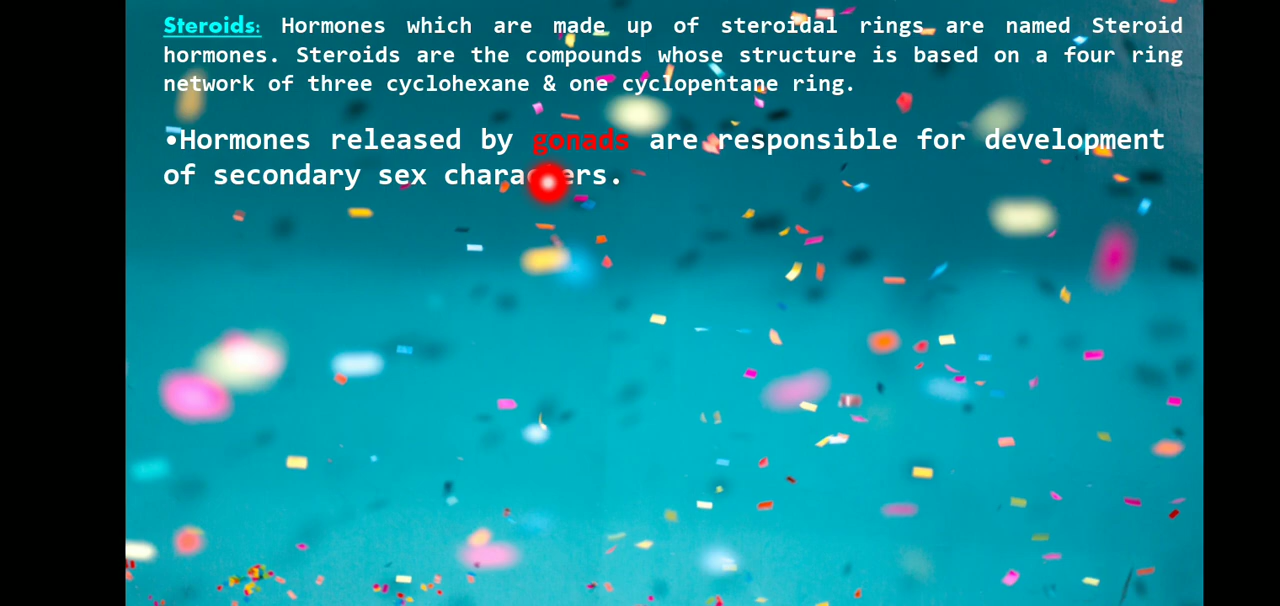 Steroids: Hormones which are made up of steroidal rings are named Steroid
hormones. Steroids are the compounds whose structure is based on a four ring
network of three cyclohexane & one cyclopentane ring.
•Hormones released by gonads are responsible for development
of secondary sex characters.